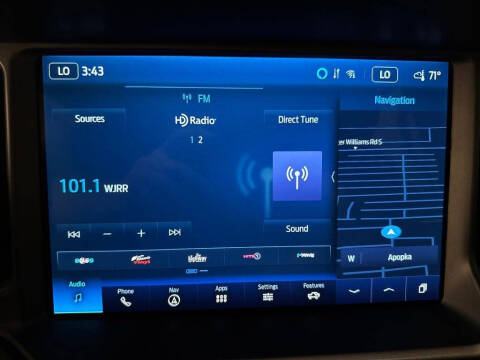 LO 3:43
LO 71°
FM
Navigation
Sources
HD Radio
Direct Tune
1 2
Williams Rd S
101.1 WJRR
Sound
W Apopka
Audio
Phone
Nav
Apps
Settings
Features